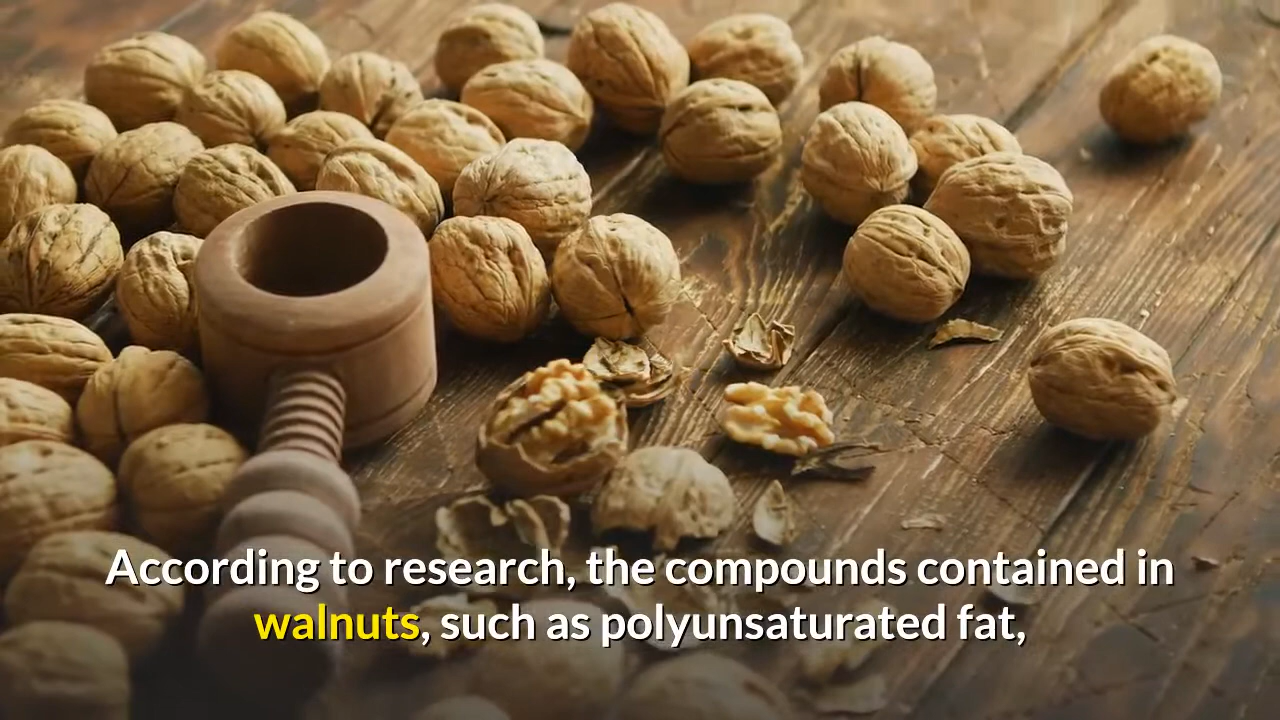 According to research, the compounds contained in
walnuts, such as polyunsaturated fat,